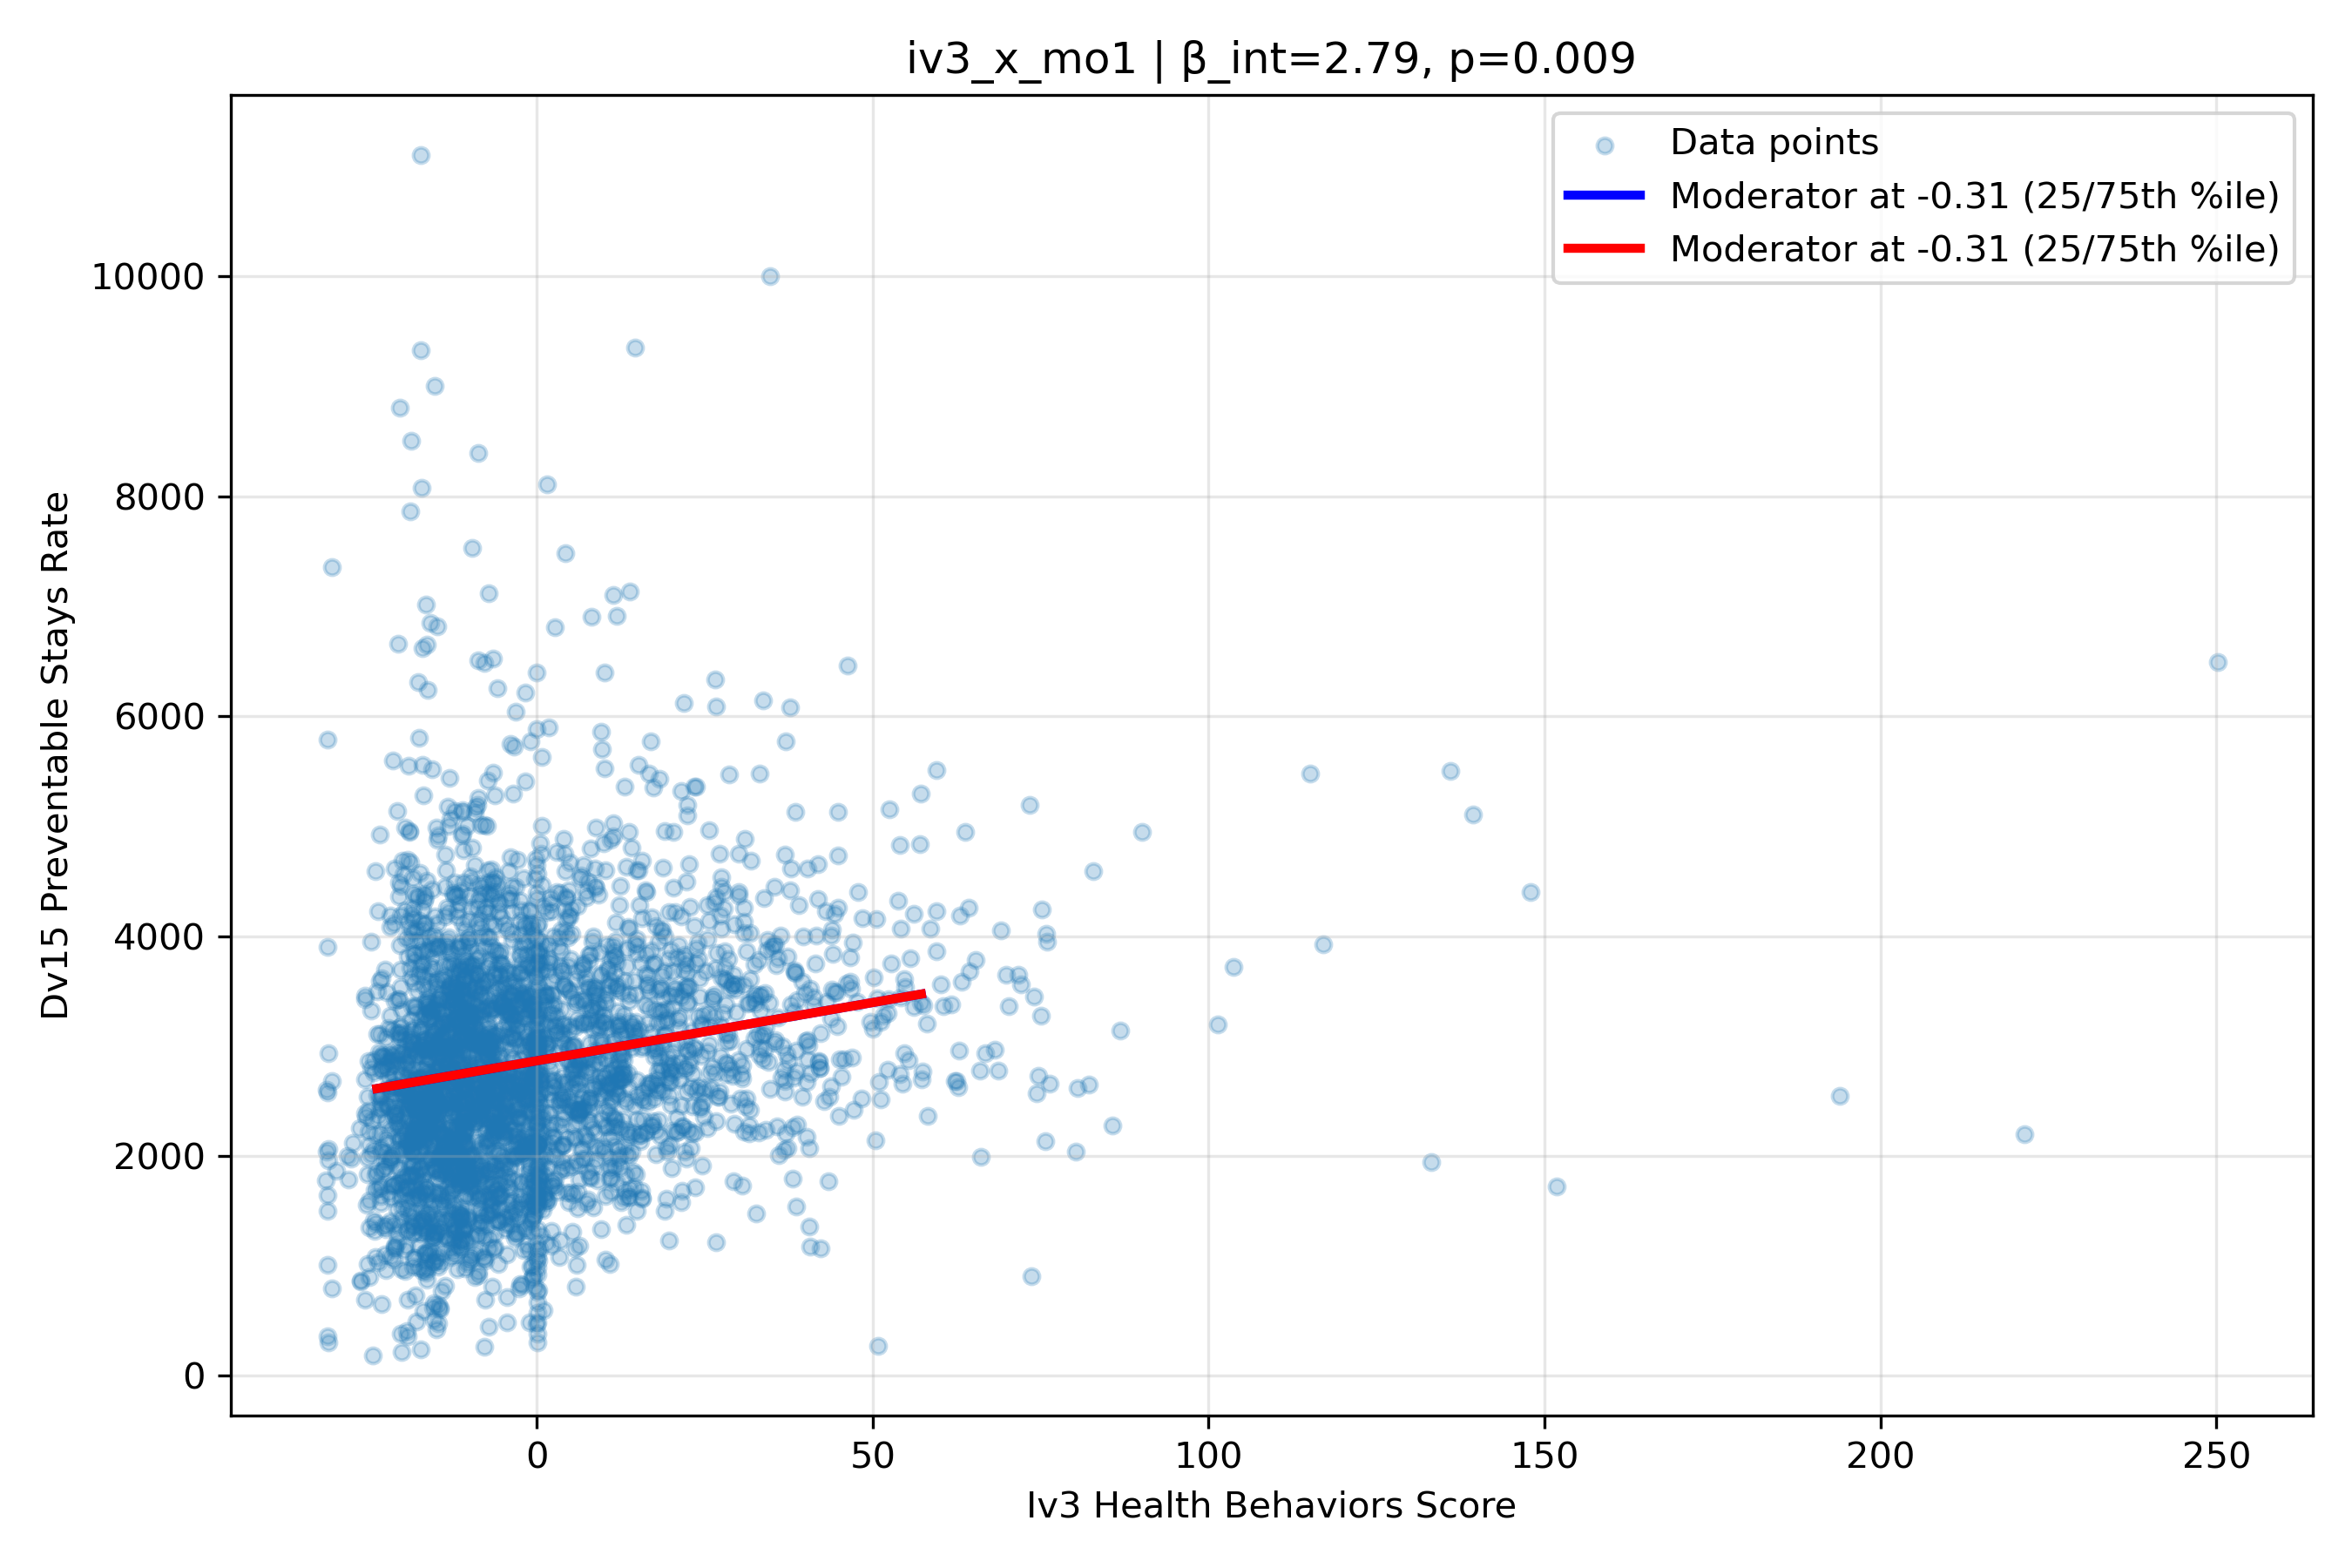 iv3_x_mo1 | β_int=2.79, p=0.009
Data points
Moderator at -0.31 (25/75th %ile)
Moderator at -0.31 (25/75th %ile)
Dv15 Preventable Stays Rate
10000
8000
6000
4000
2000
0
0 50 100 150 200 250
Iv3 Health Behaviors Score